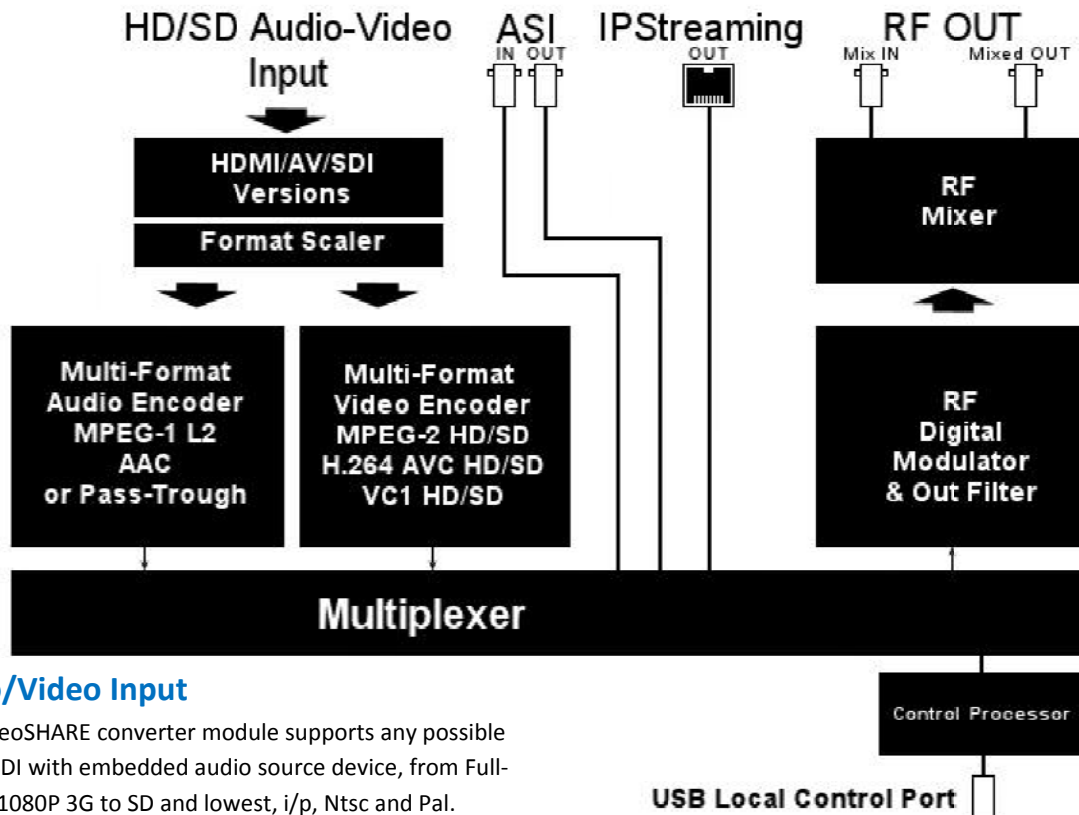 HD/SD Audio-Video
Input
ASI
IN OUT
IPStreaming
OUT
RF OUT
Mix IN
Mixed OUT
HDMI/AV/SDI
Versions
Format Scaler
RF
Mixer
Multi-Format
Audio Encoder
MPEG-1 L2
AAC
or Pass-Trough
Multi-Format
Video Encoder
MPEG-2 HD/SD
H.264 AVC HD/SD
VC1 HD/SD
RF
Digital
Modulator
& Out Filter
Multiplexer
Control Processor
USB Local Control Port
/Video Input
SHARE converter module supports any possible
with embedded audio source device, from Full-
1080P 3G to SD and lowest, i/p, Ntsc and Pal.